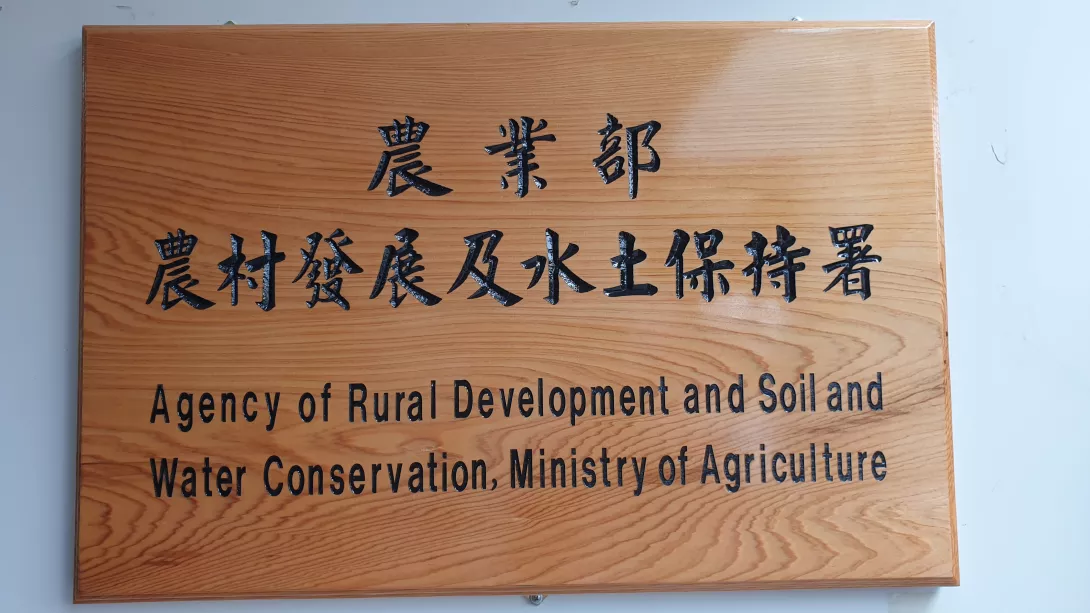 農業部
農村發展及水土保持署
Agency of Rural Development and Soil and
Water Conservation, Ministry of Agriculture